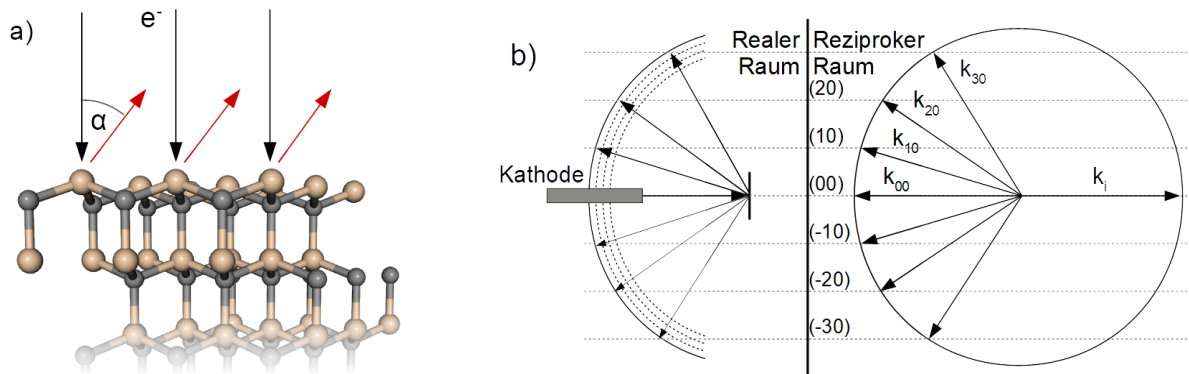 a)
e-
α
b)
Realer
Raum
Reziproker
Raum
Kathode
(20)
(10)
(00)
(-10)
(-20)
(-30)
k30
k20
k10
k00
ki